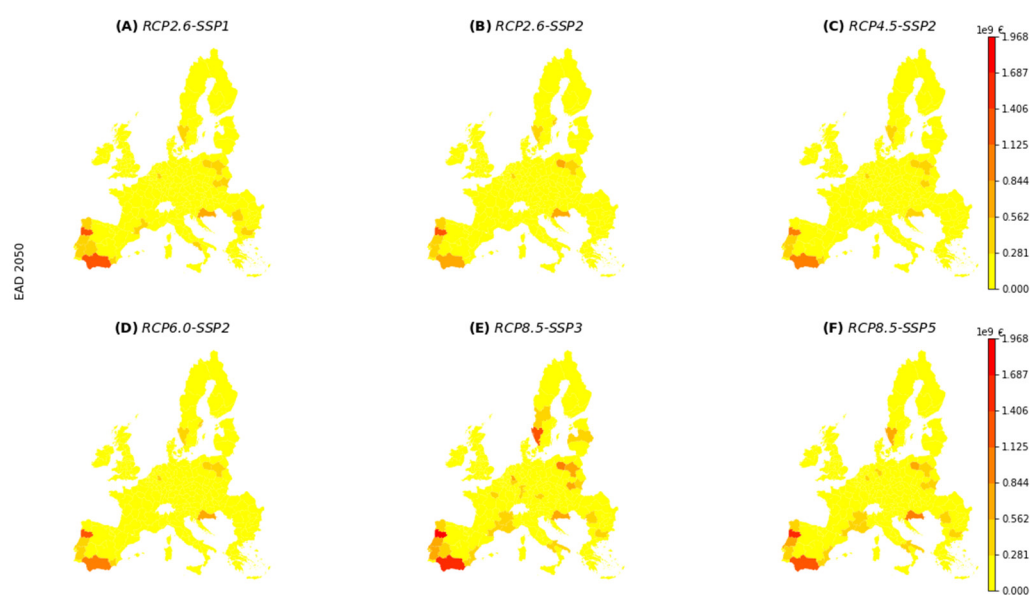 (A) RCP2.6-SSP1
(B) RCP2.6-SSP2
(C) RCP4.5-SSP2
1e9 €
1.968
1.687
1.406
1.125
0.844
0.562
0.281
0.000
EAD 2050
(D) RCP6.0-SSP2
(E) RCP8.5-SSP3
(F) RCP8.5-SSP5
1e9 €
1.968
1.687
1.406
1.125
0.844
0.562
0.281
0.000